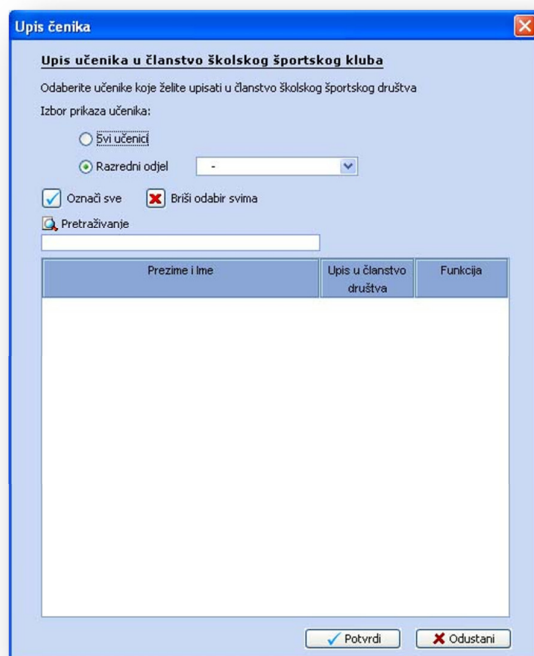 Upis čenika
Upis učenika u članstvo školskog športskog kluba
Odaberite učenike koje želite upisati u članstvo školskog športskog društva
Izbor prikaza učenika:
Svi učenici
Razredni odjel -
Označi sve Briši odabir svima
Pretraživanje
Prezime i Ime Upis u članstvo Funkcija
društva
Potvrdi Odustani